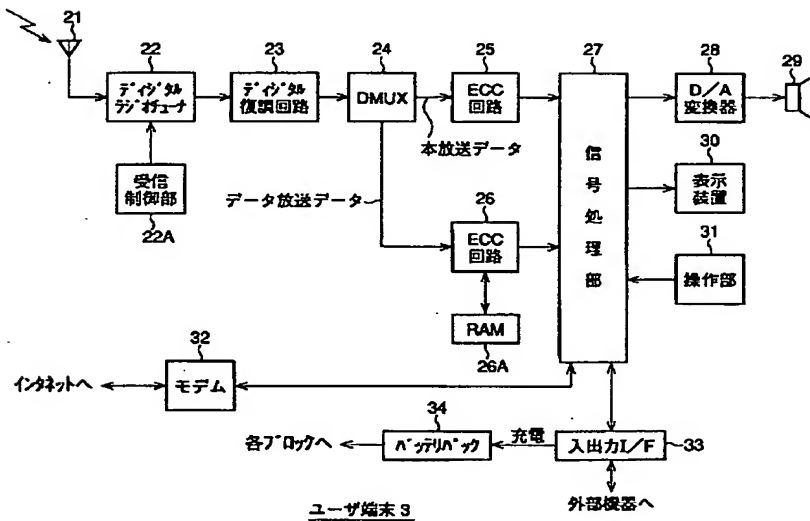 21
22
ディジタル
ラジオチューナ
23
ディジタル
復調回路
24
DMUX
25
ECC
回路
27
信号処理部
28
D/A
変換器
29
本放送データ
受信
制御部
22A
データ放送データ
26
ECC
回路
30
表示
装置
31
操作部
RAM
26A
32
モデム
インタネットへ
34
バッテリパック
各ブロックへ
充電
入出力I/F
33
外部機器へ
ユーザ端末3